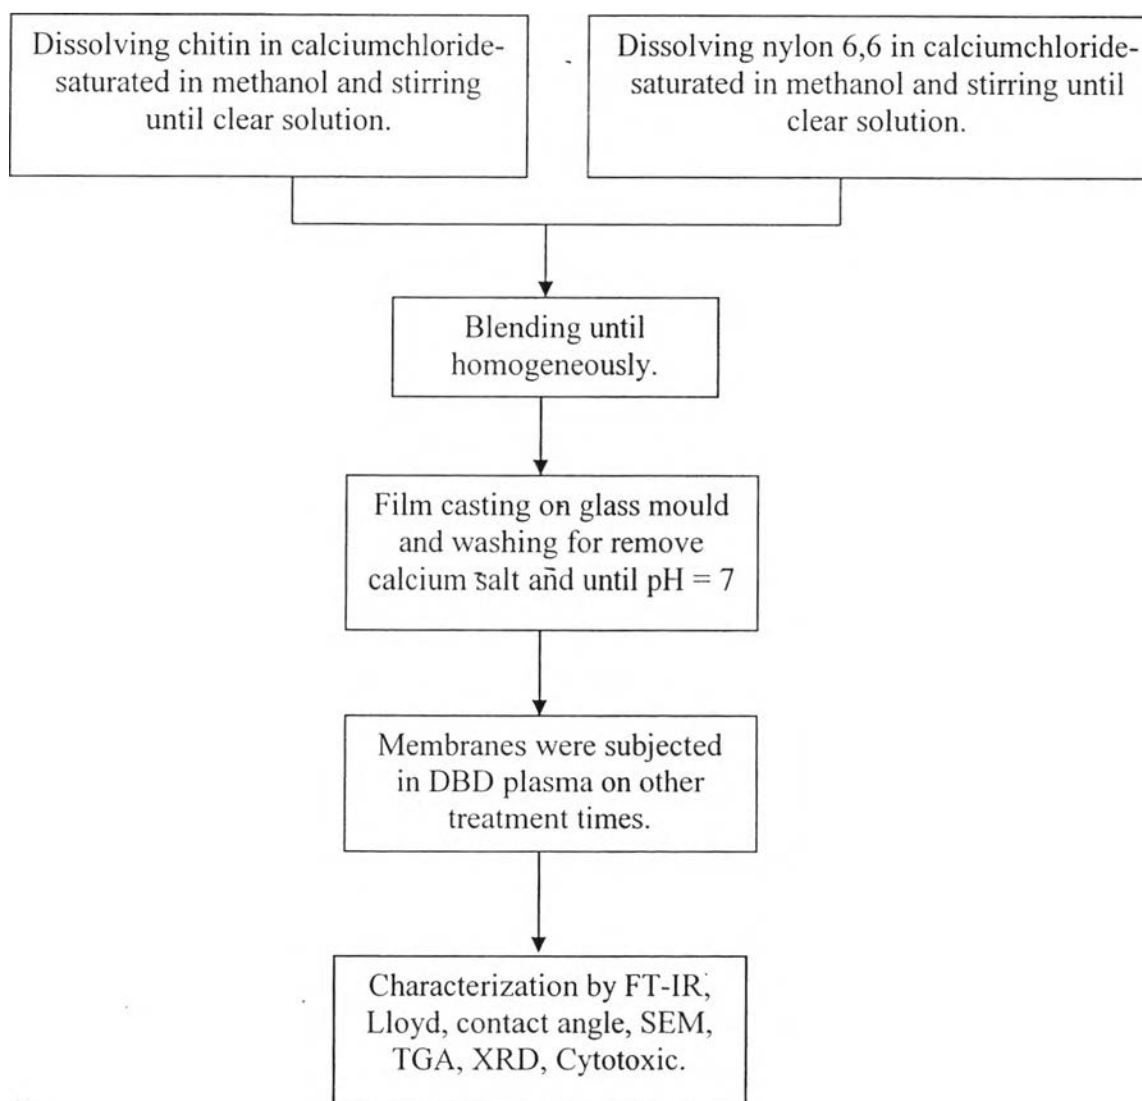 Dissolving chitin in calciumchloride-
saturated in methanol and stirring
until clear solution.
Dissolving nylon 6,6 in calciumchloride-
saturated in methanol and stirring until
clear solution.
Blending until
homogeneously.
Film casting on glass mould
and washing for remove
calcium salt and until pH = 7
Membranes were subjected
in DBD plasma on other
treatment times.
Characterization by FT-IR,
Lloyd, contact angle, SEM,
TGA, XRD, Cytotoxic.